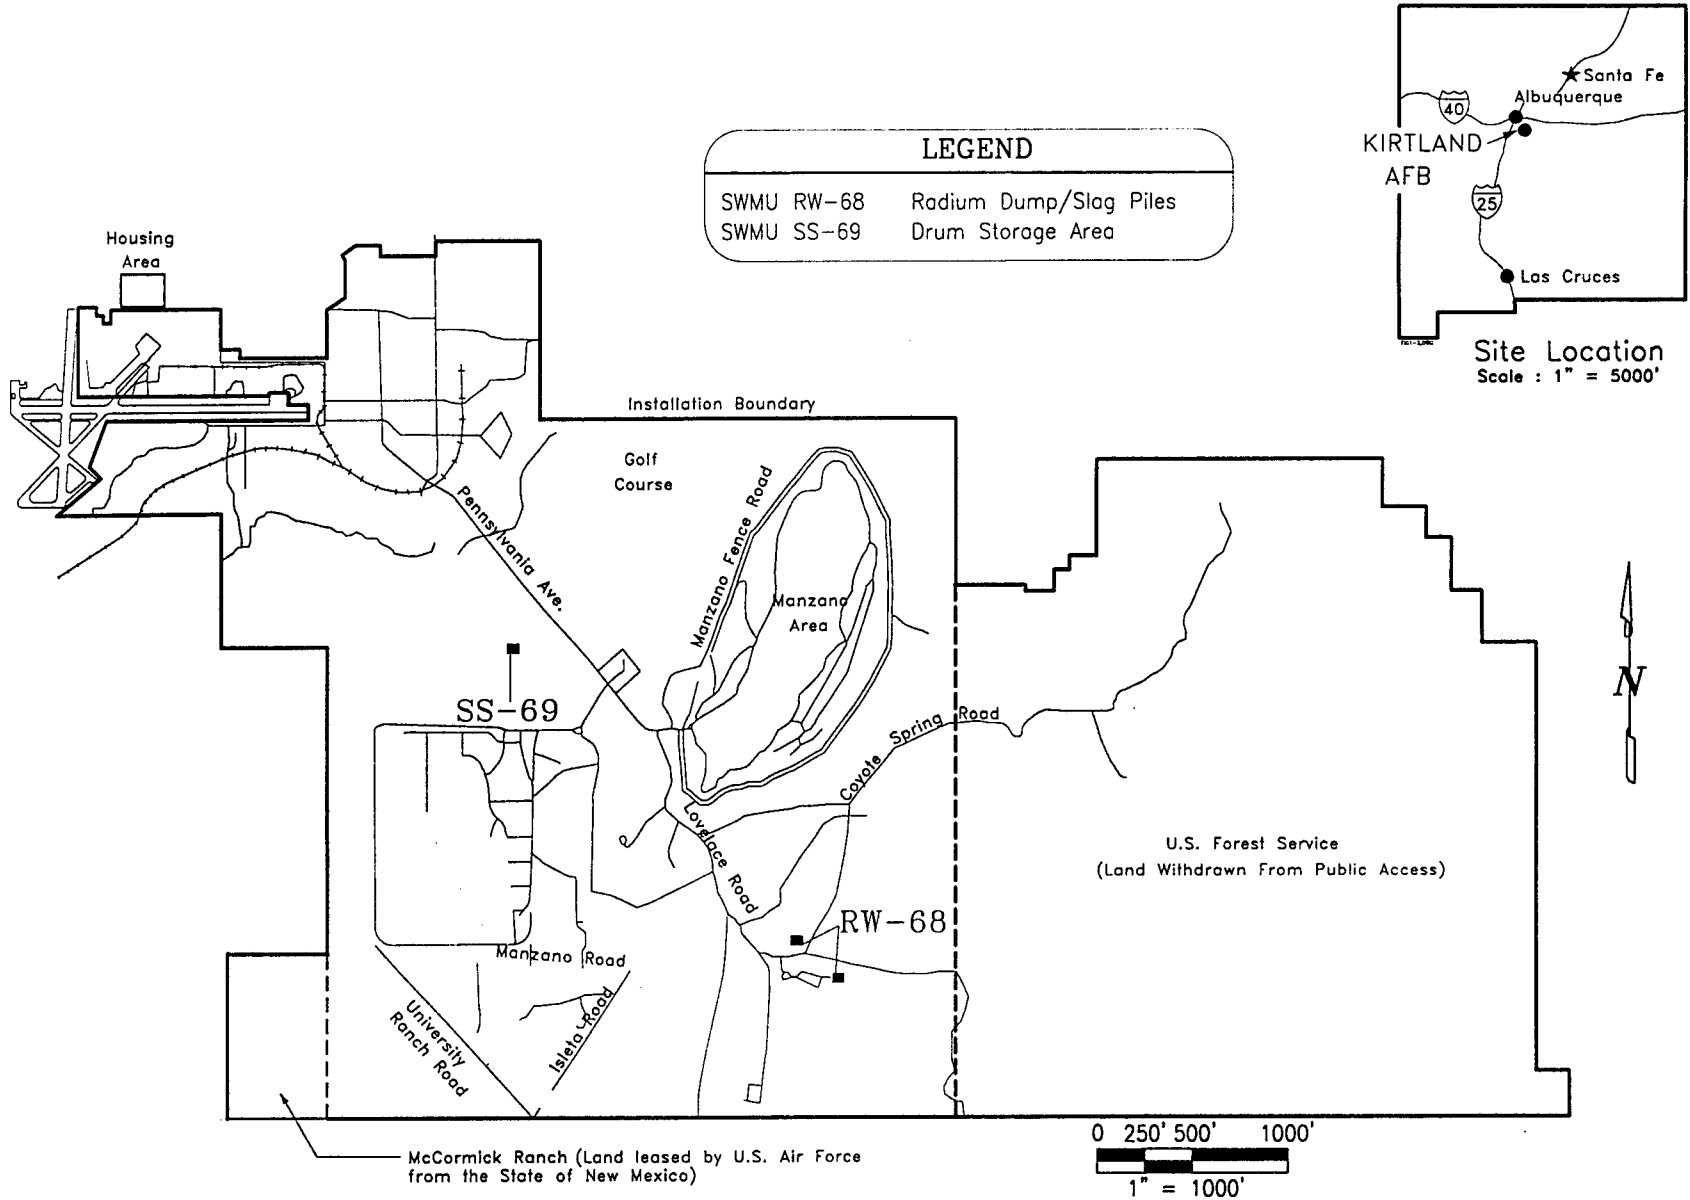 Santa Fe
Albuquerque
40
KIRTLAND
AFB
25
Las Cruces
Site Location
Scale : 1" = 5000'
LEGEND
SWMU RW-68 Radium Dump/Slag Piles
SWMU SS-69 Drum Storage Area
Housing
Area
Installation Boundary
Golf
Course
Pennsylvania Ave.
Manzano Fence Road
Manzano
Area
SS-69
Coyote Spring Road
N
Lovelace Road
U.S. Forest Service
(Land Withdrawn From Public Access)
RW-68
Manzano Road
University
Ranch Road
Isleta Road
0 250' 500' 1000'
1" = 1000'
McCormick Ranch (Land leased by U.S. Air Force
from the State of New Mexico)